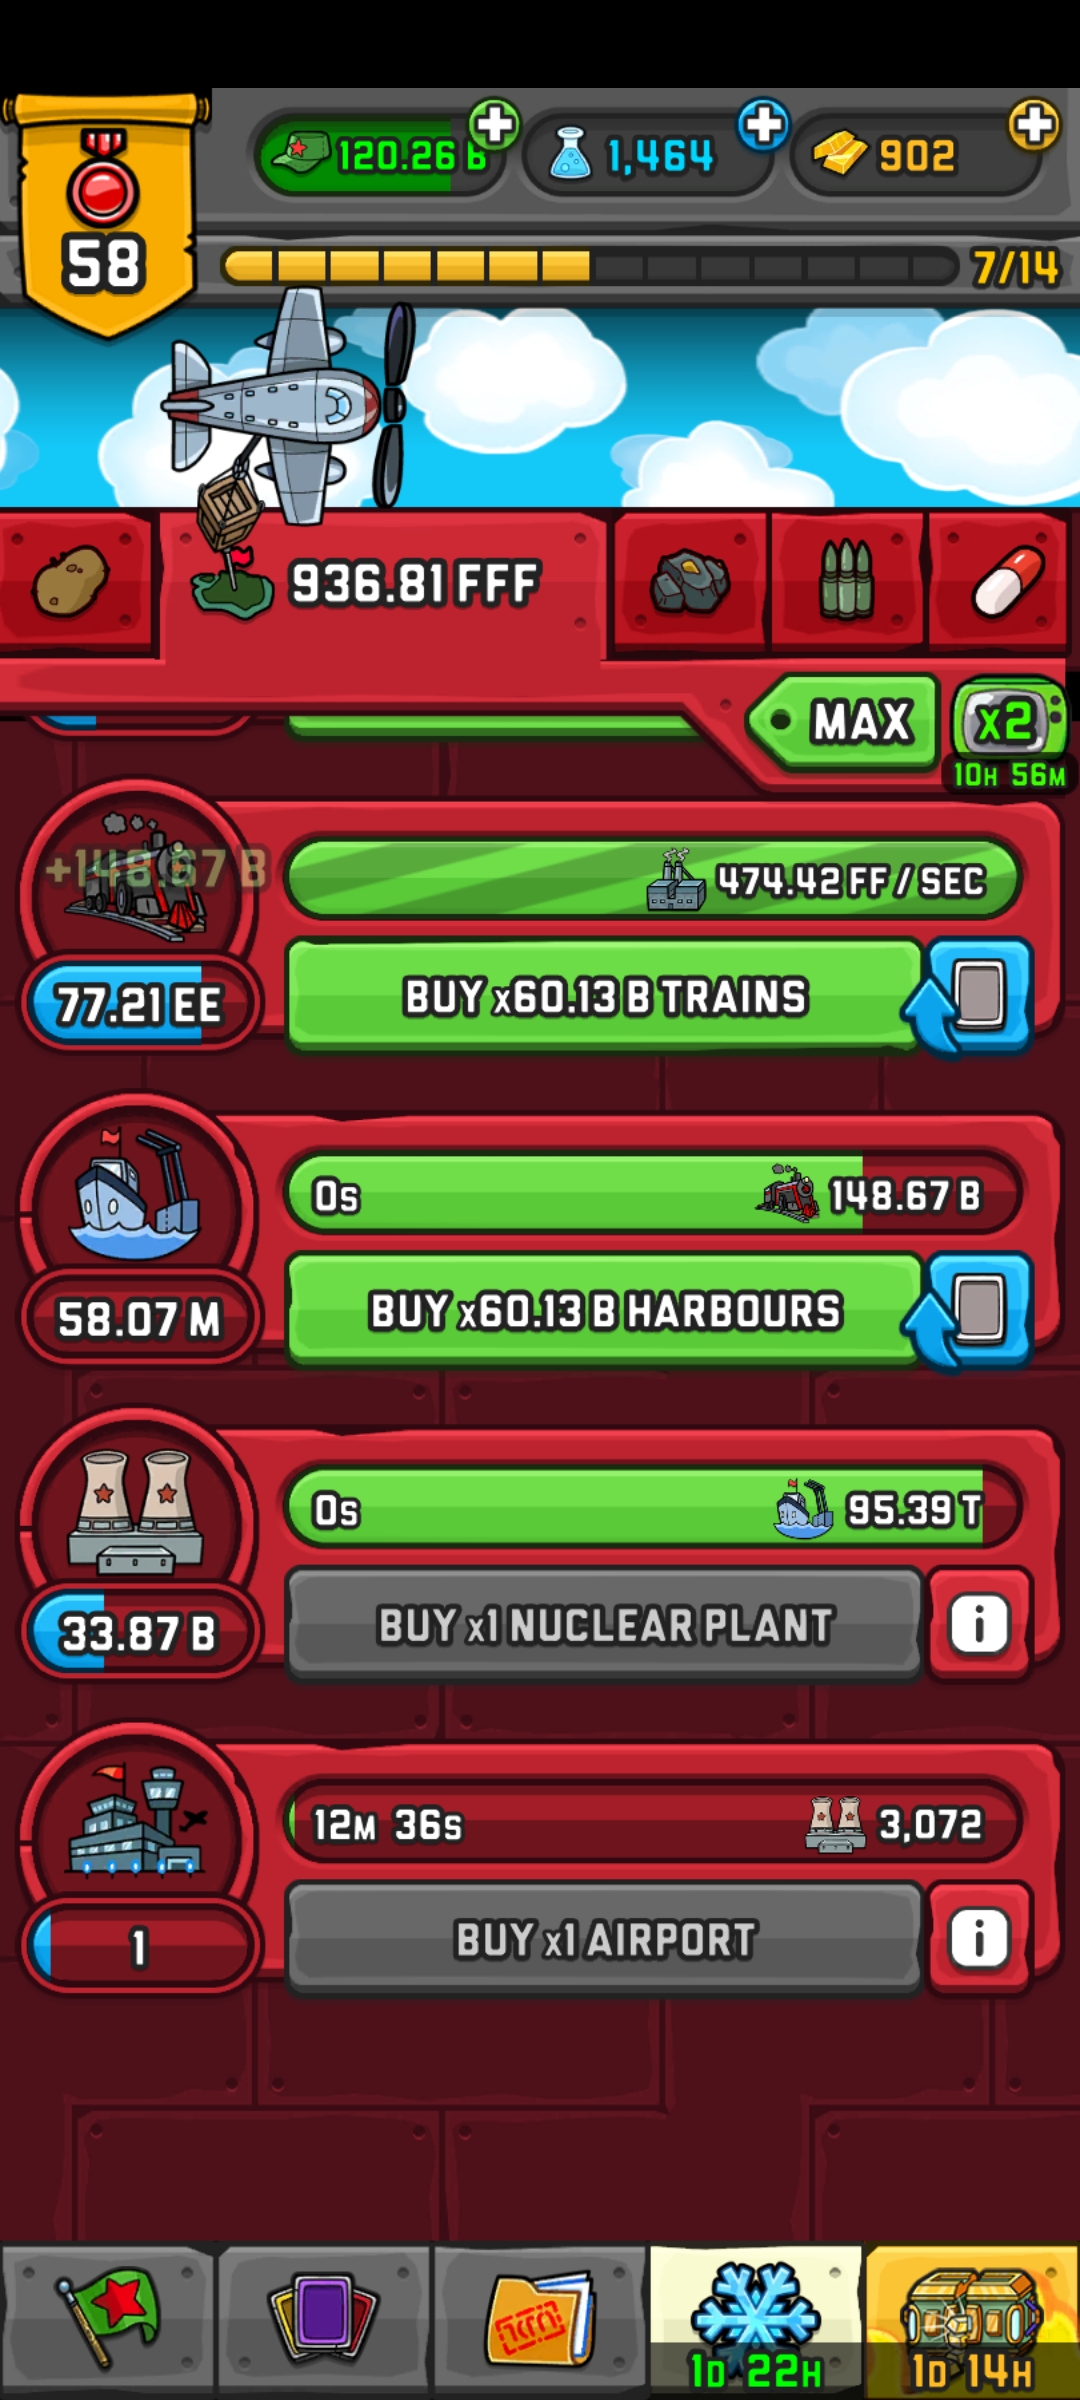 58
120.26 B
1,464
902
7/14
936.81 FFF
MAX
x2
10H 56M
+148.67 B
474.42 FF / SEC
77.21 EE
BUY x60.13 B TRAINS
0s
148.67 B
58.07 M
BUY x60.13 B HARBOURS
0s
95.39 T
33.87 B
BUY x1 NUCLEAR PLANT
i
12M 36s
3,072
1
BUY x1 AIRPORT
i
1D 22H
1D 14H